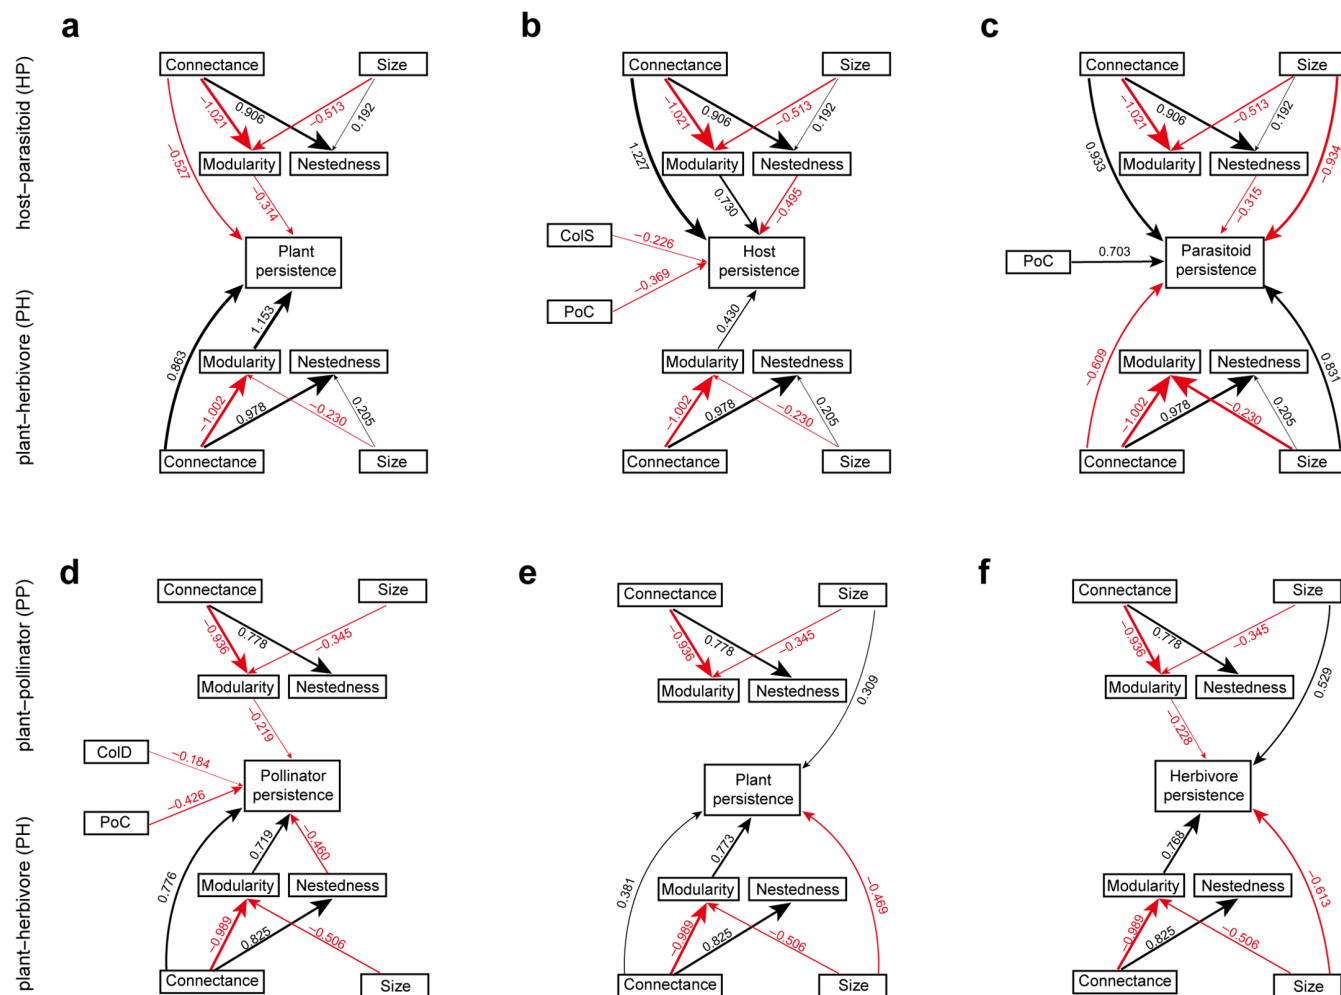 a
b
c
host–parasitoid (HP)
plant–herbivore (PH)
Connectance
Size
−1.021
0.906
−0.513
0.192
Modularity
Nestedness
−0.527
−0.314
Plant
persistence
1.153
0.863
Modularity
Nestedness
−1.002
0.978
−0.230
0.205
Connectance
Size
Connectance
Size
−1.021
0.906
−0.513
0.192
Modularity
Nestedness
1.227
0.730
−0.495
ColS
−0.226
Host
persistence
PoC
−0.369
0.430
Modularity
Nestedness
−1.002
0.978
−0.230
0.205
Connectance
Size
Connectance
Size
−1.021
0.906
−0.513
0.192
Modularity
Nestedness
0.933
−0.315
−0.934
PoC
0.703
Parasitoid
persistence
−0.609
0.831
Modularity
Nestedness
−1.002
0.978
−0.230
0.205
Connectance
Size
d
e
f
plant–pollinator (PP)
plant–herbivore (PH)
Connectance
Size
−0.936
0.778
−0.345
Modularity
Nestedness
−0.219
ColD
−0.184
Pollinator
persistence
PoC
−0.426
0.776
0.719
−0.460
Modularity
Nestedness
−0.989
0.825
−0.506
Connectance
Size
Connectance
Size
−0.936
0.778
−0.345
Modularity
Nestedness
0.309
Plant
persistence
0.381
0.773
−0.469
Modularity
Nestedness
−0.989
0.825
−0.506
Connectance
Size
Connectance
Size
−0.936
0.778
−0.345
Modularity
Nestedness
−0.228
0.529
Herbivore
persistence
0.768
−0.613
Modularity
Nestedness
−0.989
0.825
−0.506
Connectance
Size